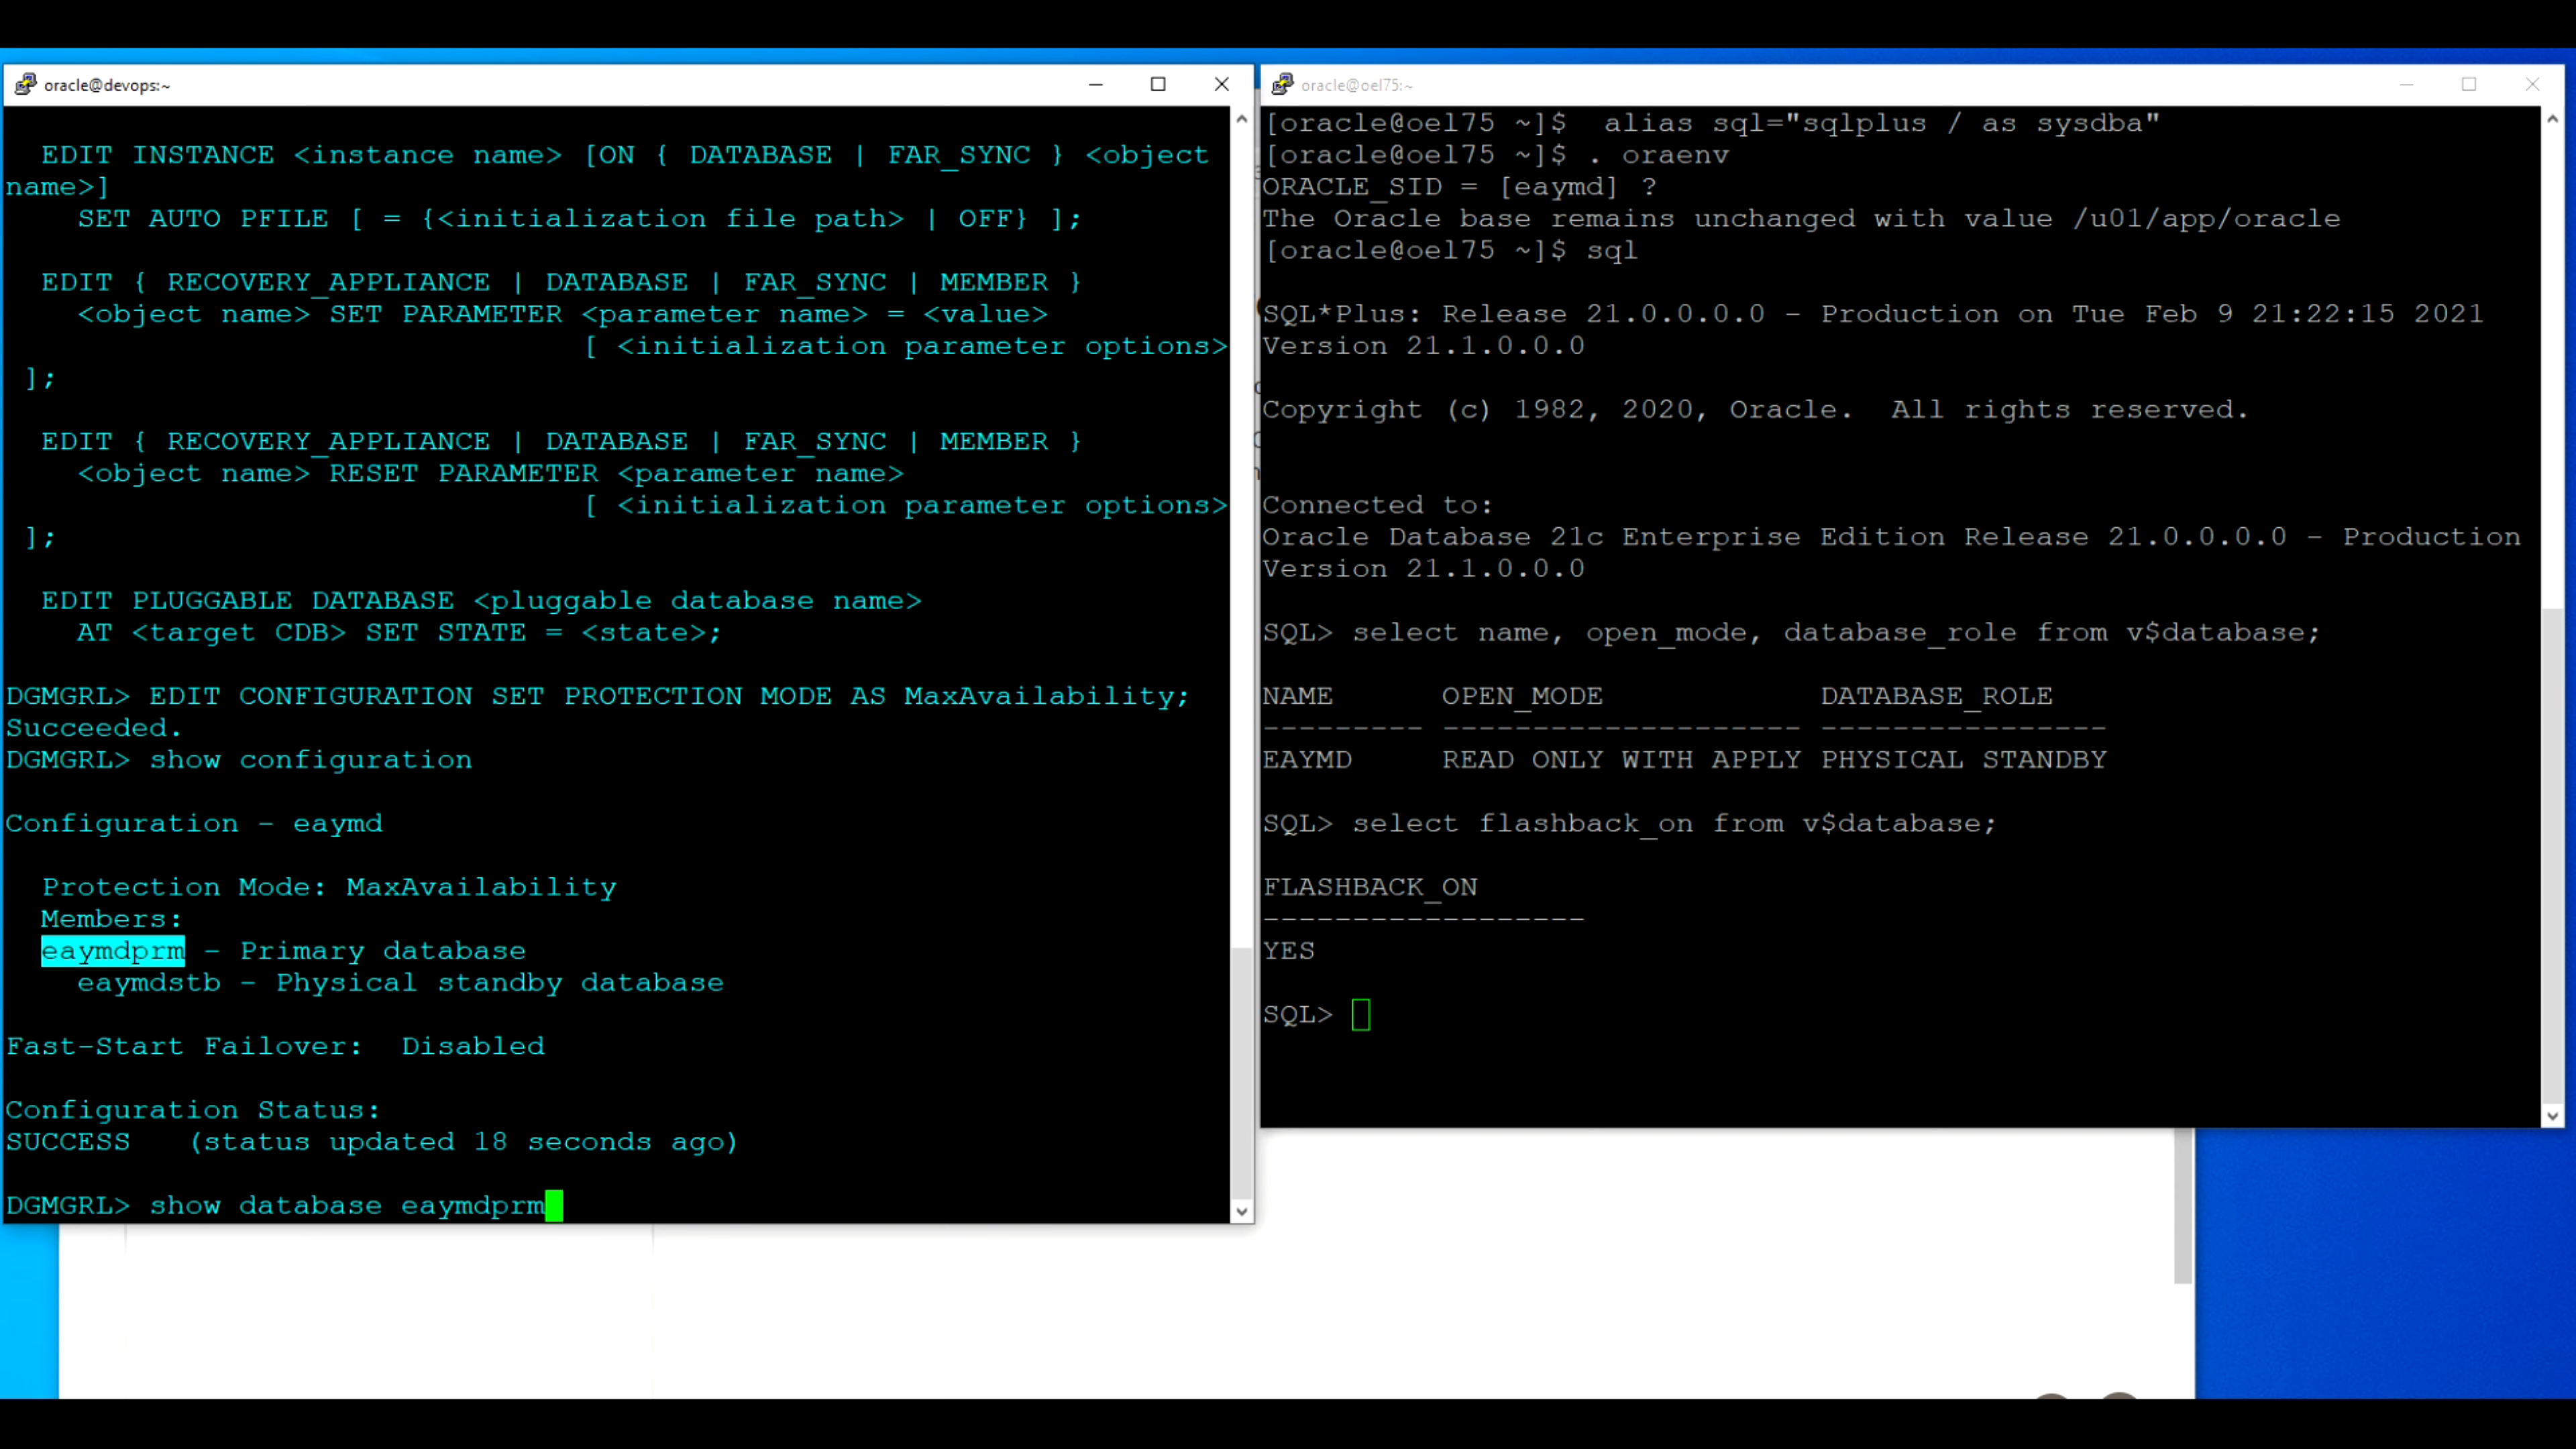 oracle@devops:~
EDIT INSTANCE <instance name> [ON { DATABASE | FAR_SYNC } <object
name>]
SET AUTO PFILE [ = {<initialization file path> | OFF} ];
EDIT { RECOVERY_APPLIANCE | DATABASE | FAR_SYNC | MEMBER }
<object name> SET PARAMETER <parameter name> = <value>
[ <initialization parameter options>
];
EDIT { RECOVERY_APPLIANCE | DATABASE | FAR_SYNC | MEMBER }
<object name> RESET PARAMETER <parameter name>
[ <initialization parameter options>
];
EDIT PLUGGABLE DATABASE <pluggable database name>
AT <target CDB> SET STATE = <state>;
DGMGRL> EDIT CONFIGURATION SET PROTECTION MODE AS MaxAvailability;
Succeeded.
DGMGRL> show configuration
Configuration - eaymd
Protection Mode: MaxAvailability
Members:
eaymdprm - Primary database
eaymdstb - Physical standby database
Fast-Start Failover:  Disabled
Configuration Status:
SUCCESS   (status updated 18 seconds ago)
DGMGRL> show database eaymdprm
oracle@oel75:~
[oracle@oel75 ~]$  alias sql="sqlplus / as sysdba"
[oracle@oel75 ~]$ . oraenv
ORACLE_SID = [eaymd] ?
The Oracle base remains unchanged with value /u01/app/oracle
[oracle@oel75 ~]$ sql
SQL*Plus: Release 21.0.0.0.0 - Production on Tue Feb 9 21:22:15 2021
Version 21.1.0.0.0
Copyright (c) 1982, 2020, Oracle.  All rights reserved.
Connected to:
Oracle Database 21c Enterprise Edition Release 21.0.0.0.0 - Production
Version 21.1.0.0.0
SQL> select name, open_mode, database_role from v$database;
NAME      OPEN_MODE            DATABASE_ROLE
--------- -------------------- ----------------
EAYMD     READ ONLY WITH APPLY PHYSICAL STANDBY
SQL> select flashback_on from v$database;
FLASHBACK_ON
------------------
YES
SQL>